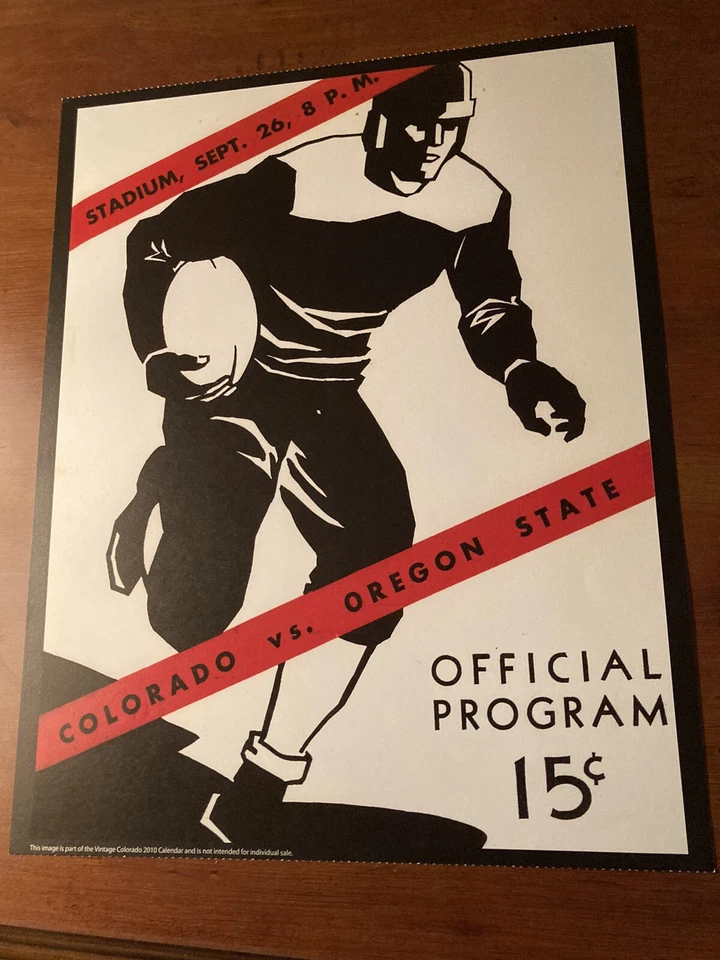 STADIUM, SEPT. 26, 8 P. M.
COLORADO vs. OREGON STATE
OFFICIAL
PROGRAM
15¢
This image is part of the Vintage Colorado 2010 Calendar and is not intended for individual sale.